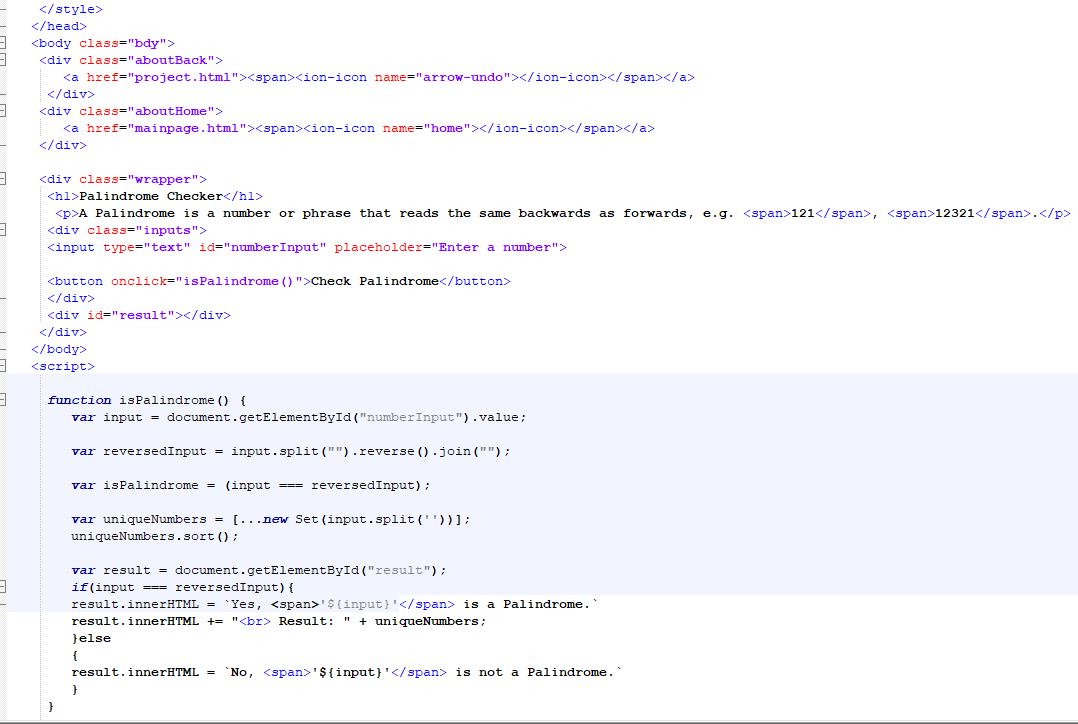 </style>
</head>
<body class="bdy">
<div class="aboutBack">
<a href="project.html"><span><ion-icon name="arrow-undo"></ion-icon></span></a>
</div>
<div class="aboutHome">
<a href="mainpage.html"><span><ion-icon name="home"></ion-icon></span></a>
</div>
<div class="wrapper">
<h1>Palindrome Checker</h1>
<p>A Palindrome is a number or phrase that reads the same backwards as forwards, e.g. <span>121</span>, <span>12321</span>.</p>
<div class="inputs">
<input type="text" id="numberInput" placeholder="Enter a number">
<button onclick="isPalindrome()">Check Palindrome</button>
</div>
<div id="result"></div>
</div>
</body>
<script>
function isPalindrome() {
var input = document.getElementById("numberInput").value;
var reversedInput = input.split("").reverse().join("");
var isPalindrome = (input === reversedInput);
var uniqueNumbers = [...new Set(input.split(''))];
uniqueNumbers.sort();
var result = document.getElementById("result");
if(input === reversedInput){
result.innerHTML = `Yes, <span>'${input}'</span> is a Palindrome.`
result.innerHTML += "<br> Result: " + uniqueNumbers;
}else
{
result.innerHTML = `No, <span>'${input}'</span> is not a Palindrome.`
}
}